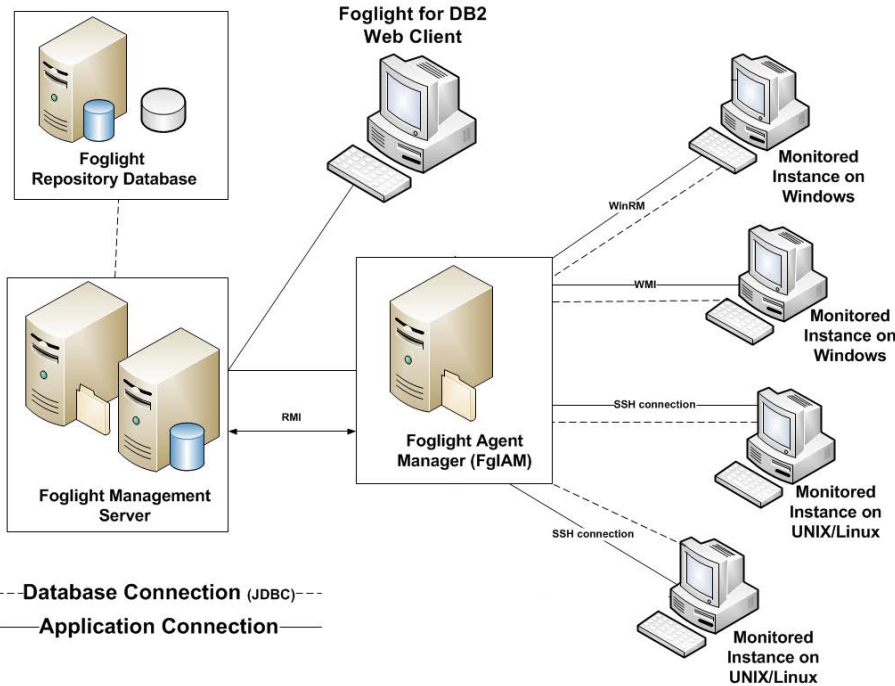 Foglight for DB2
Web Client
Foglight
Repository Database
Monitored
Instance on
Windows
WinRM
WMI
Monitored
Instance on
Windows
SSH connection
RMI
Foglight Agent
Manager (FglAM)
Foglight Management
Server
Monitored
Instance on
UNIX/Linux
SSH connection
Database Connection (JDBC)
Application Connection
Monitored
Instance on
UNIX/Linux